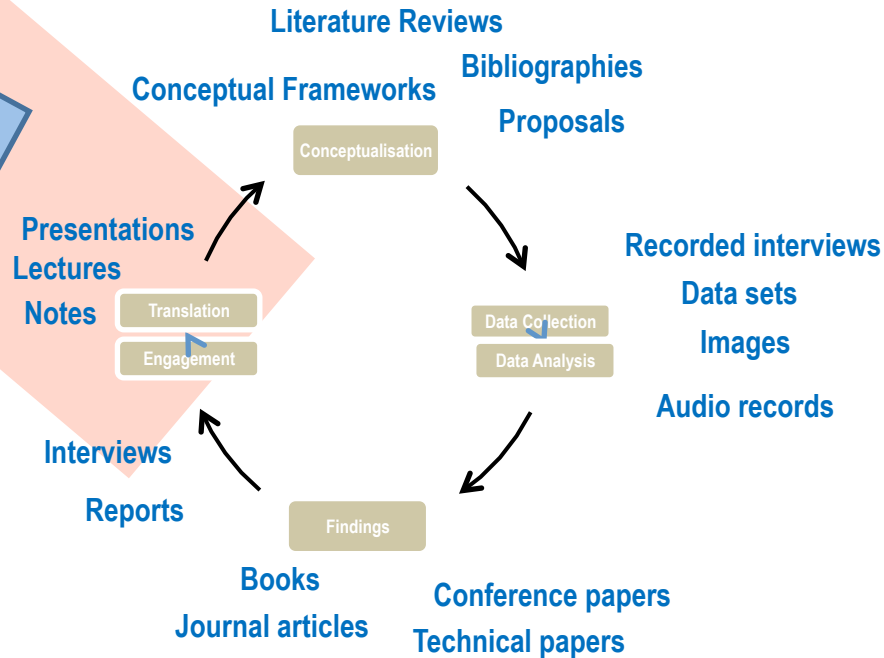 Literature Reviews
Bibliographies
Conceptual Frameworks
Proposals
Conceptualisation
Presentations
Lectures
Notes
Translation
Engagement
Recorded interviews
Data sets
Images
Audio records
Data Collection
Data Analysis
Interviews
Reports
Findings
Books
Journal articles
Conference papers
Technical papers